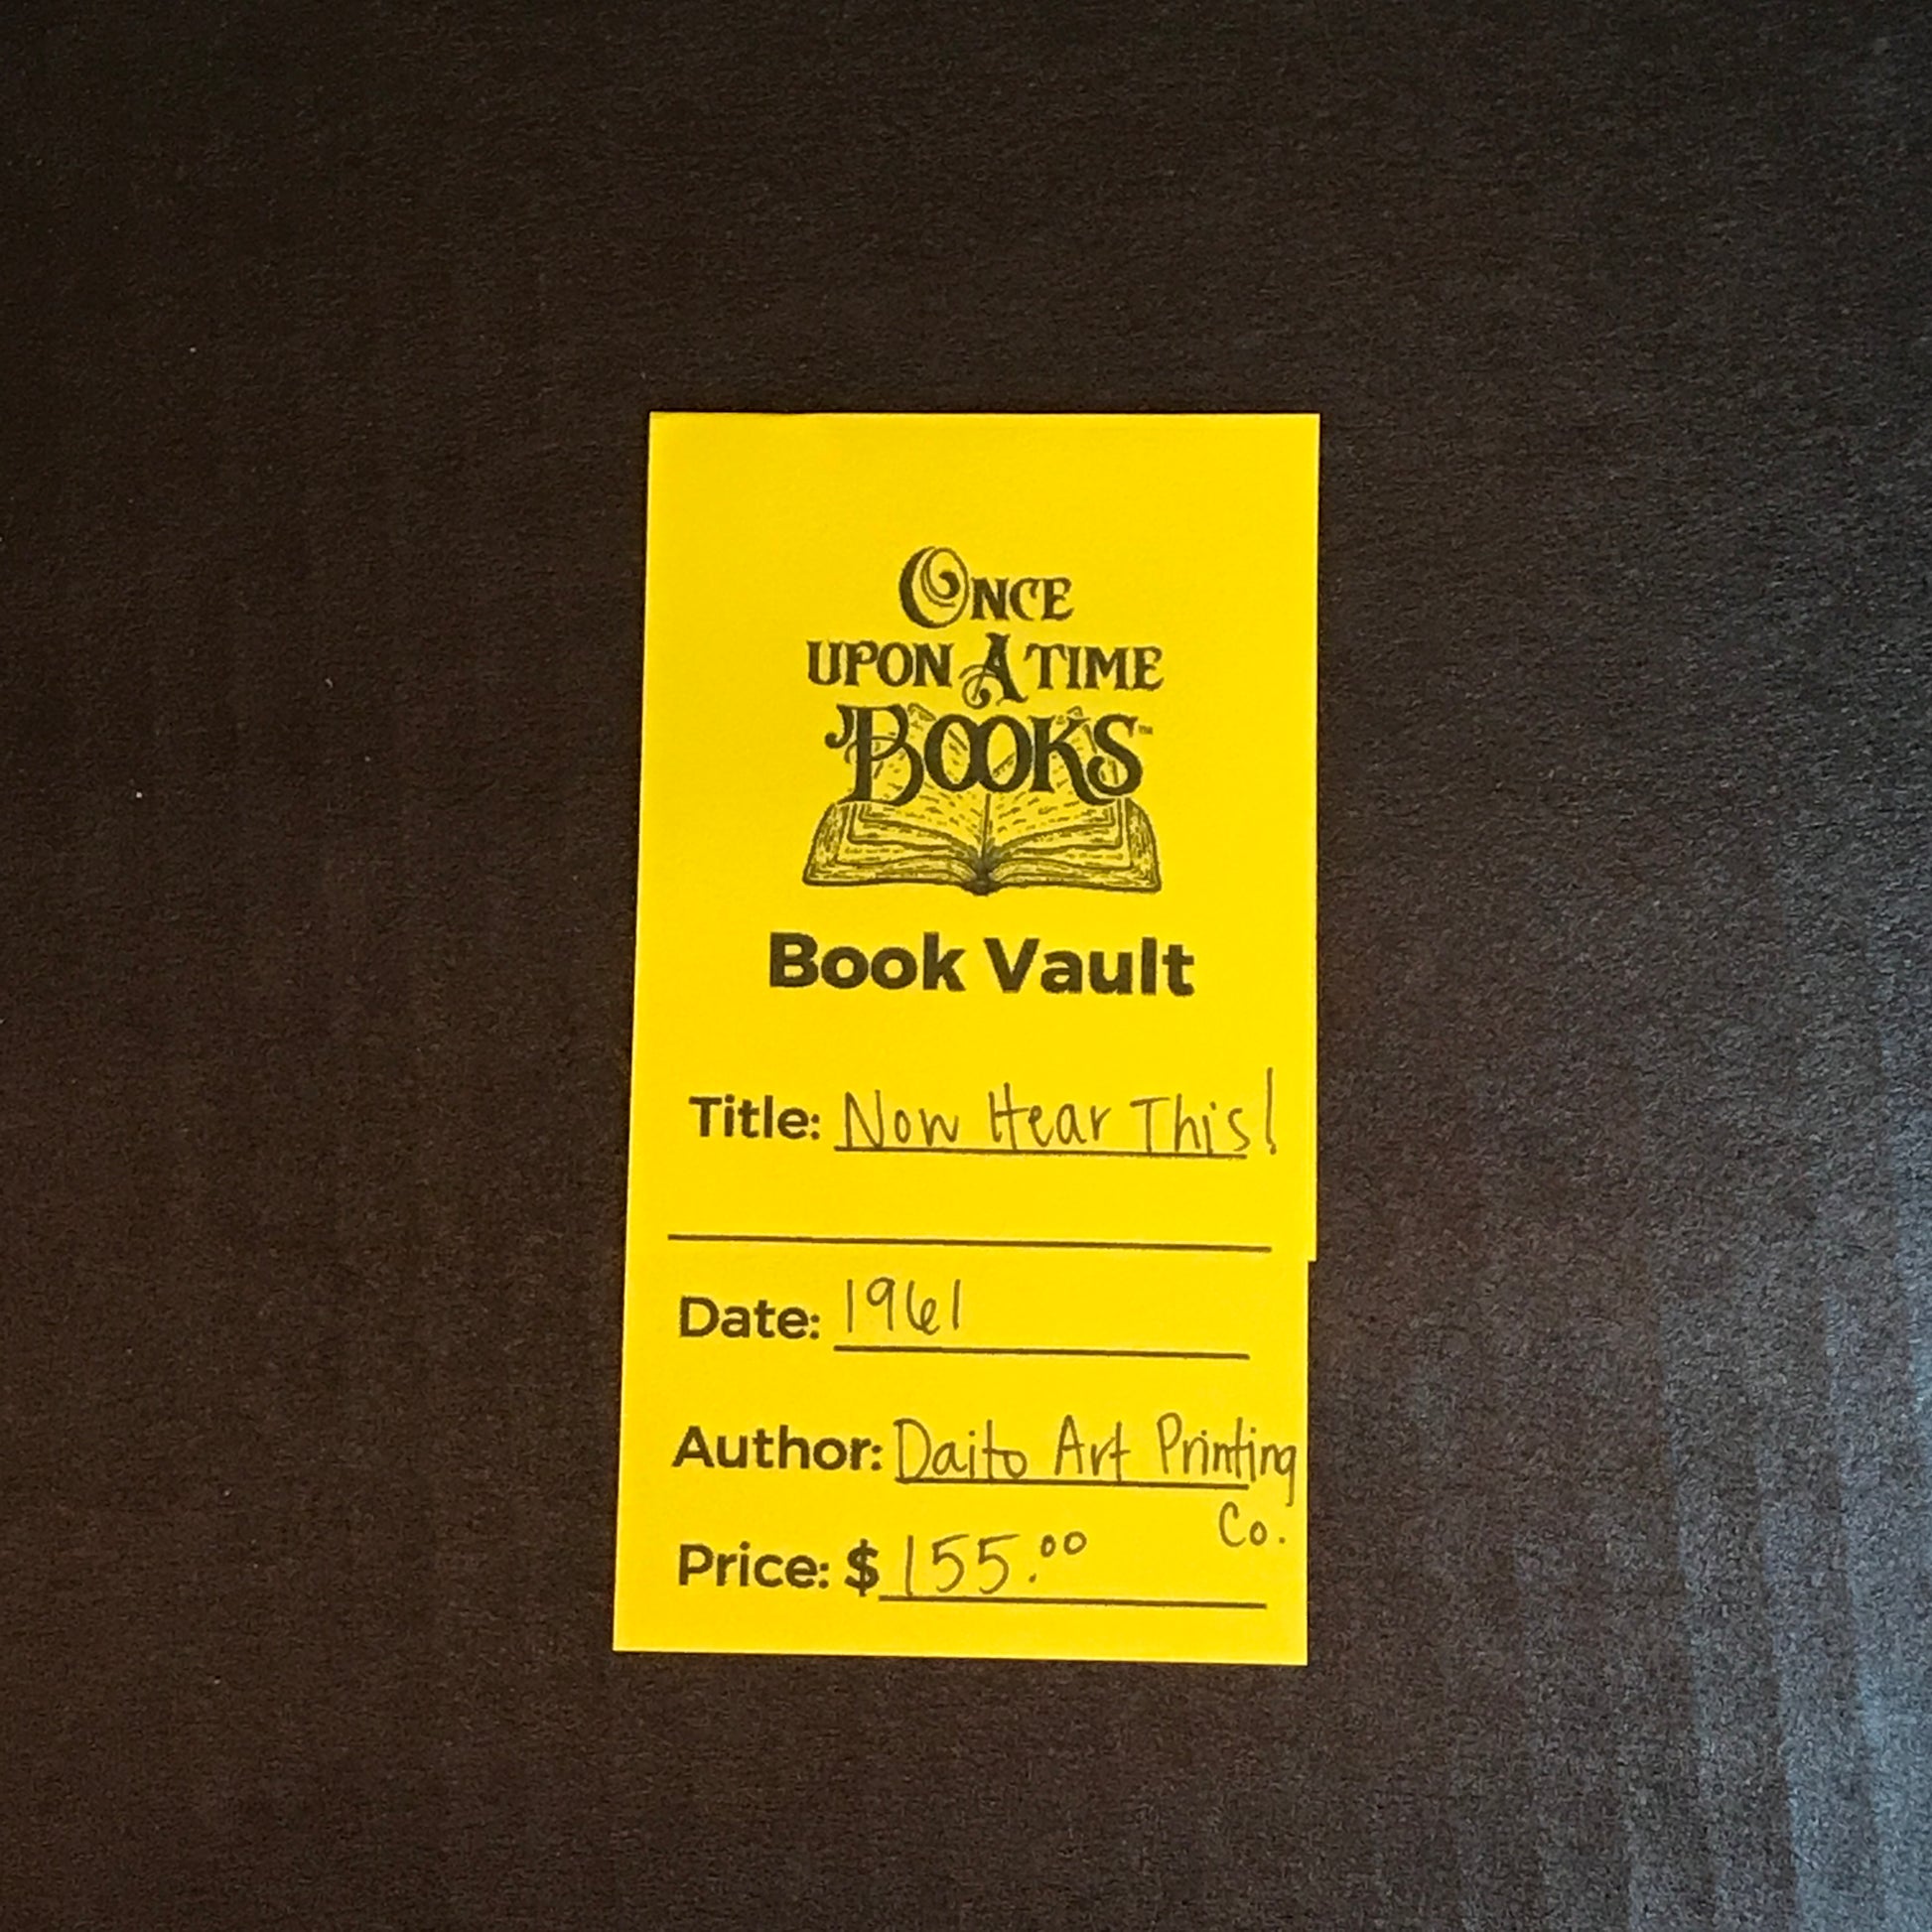 ONCE
UPON A TIME
BOOKS™
Book Vault
Title: Now Hear This!
Date: 1961
Author: Daito Art Printing
Co.
Price: $ 155.00